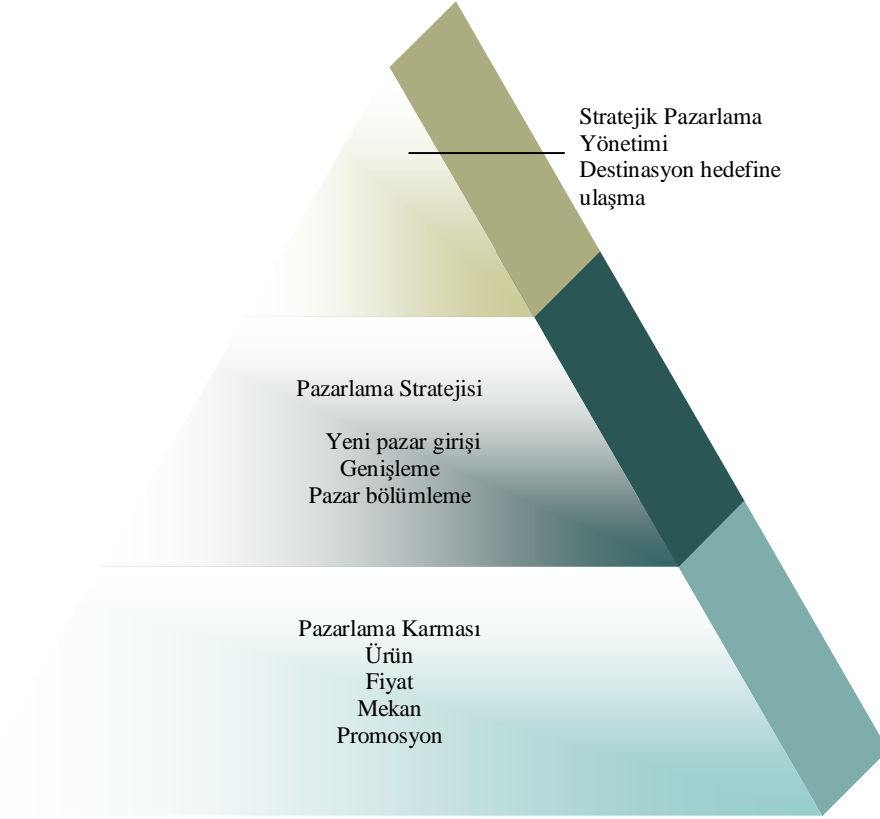 Stratejik Pazarlama
Yönetimi
Destinasyon hedefine
ulaşma
Pazarlama Stratejisi
Yeni pazar girişi
Genişleme
Pazar bölümleme
Pazarlama Karması
Ürün
Fiyat
Mekan
Promosyon